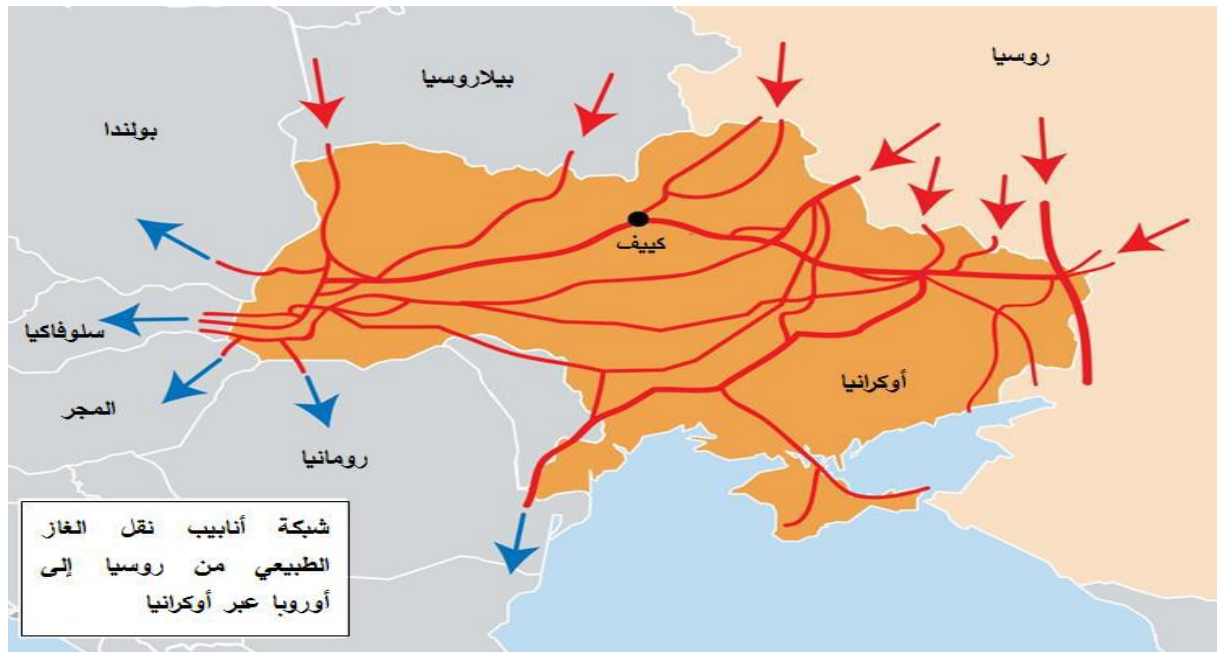 روسيا
بيلاروسيا
بولندا
كييف
سلوفاكيا
أوكرانيا
المجر
رومانيا
شبكة أنابيب نقل الغاز
الطبيعي من روسيا إلى
أوروبا عبر أوكرانيا